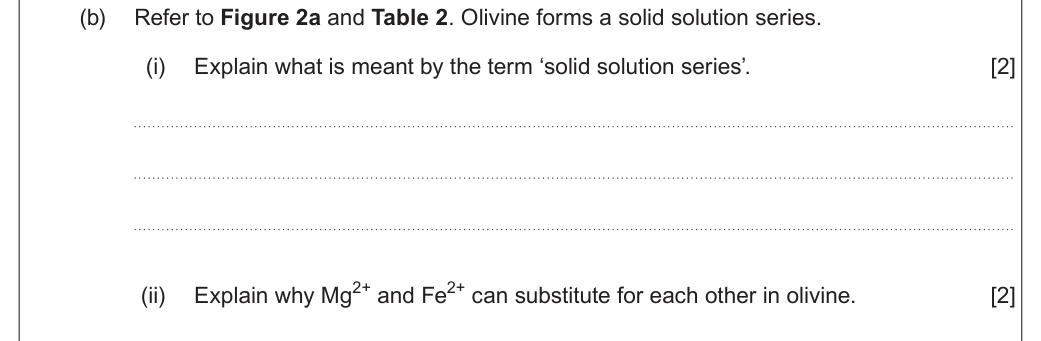 (b) Refer to Figure 2a and Table 2. Olivine forms a solid solution series.
(i) Explain what is meant by the term ‘solid solution series’. [2]
(ii) Explain why Mg²⁺ and Fe²⁺ can substitute for each other in olivine. [2]